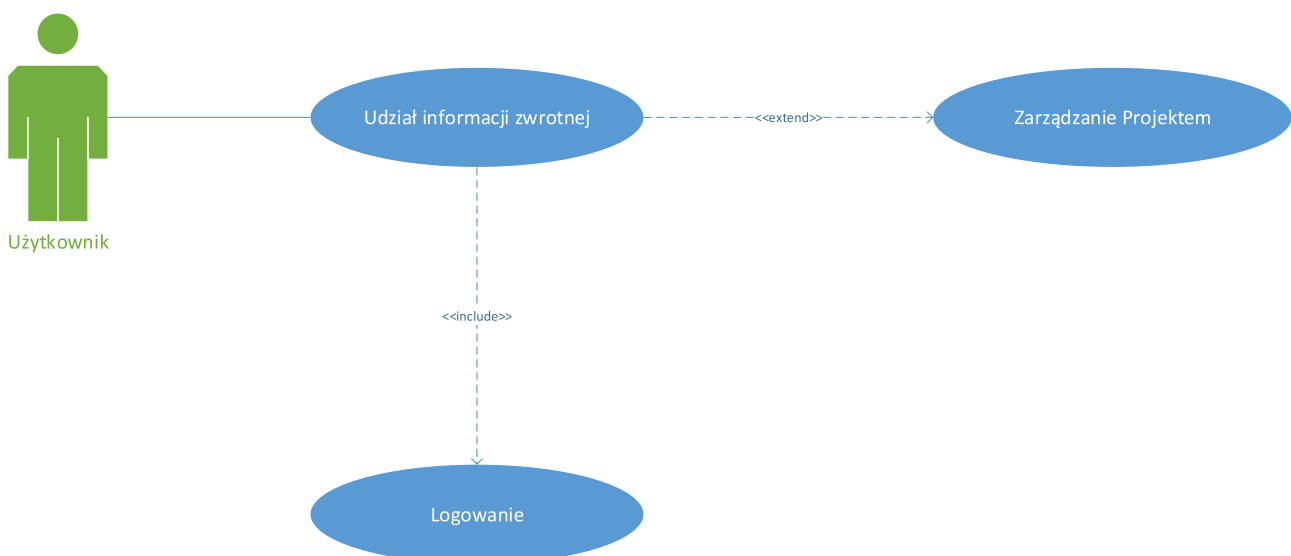 Udział informacji zwrotnej
<<extend>>
Zarządzanie Projektem
Użytkownik
<<include>>
Logowanie